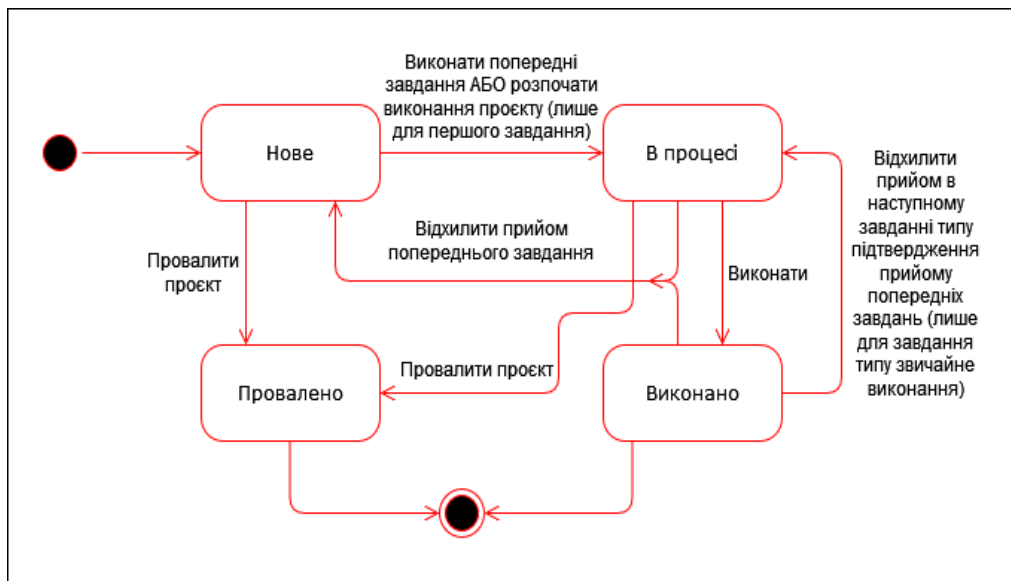 Виконати попередні
завдання АБО розпочати
виконання проєкту (лише
для першого завдання)
Нове
В процесі
Відхилити
прийом в
наступному
завданні типу
підтвердження
прийому
попередніх
завдань (лише
для завдання
типу звичайне
виконання)
Відхилити прийом
попереднього завдання
Провалити
проєкт
Виконати
Провалено
Провалити проєкт
Виконано